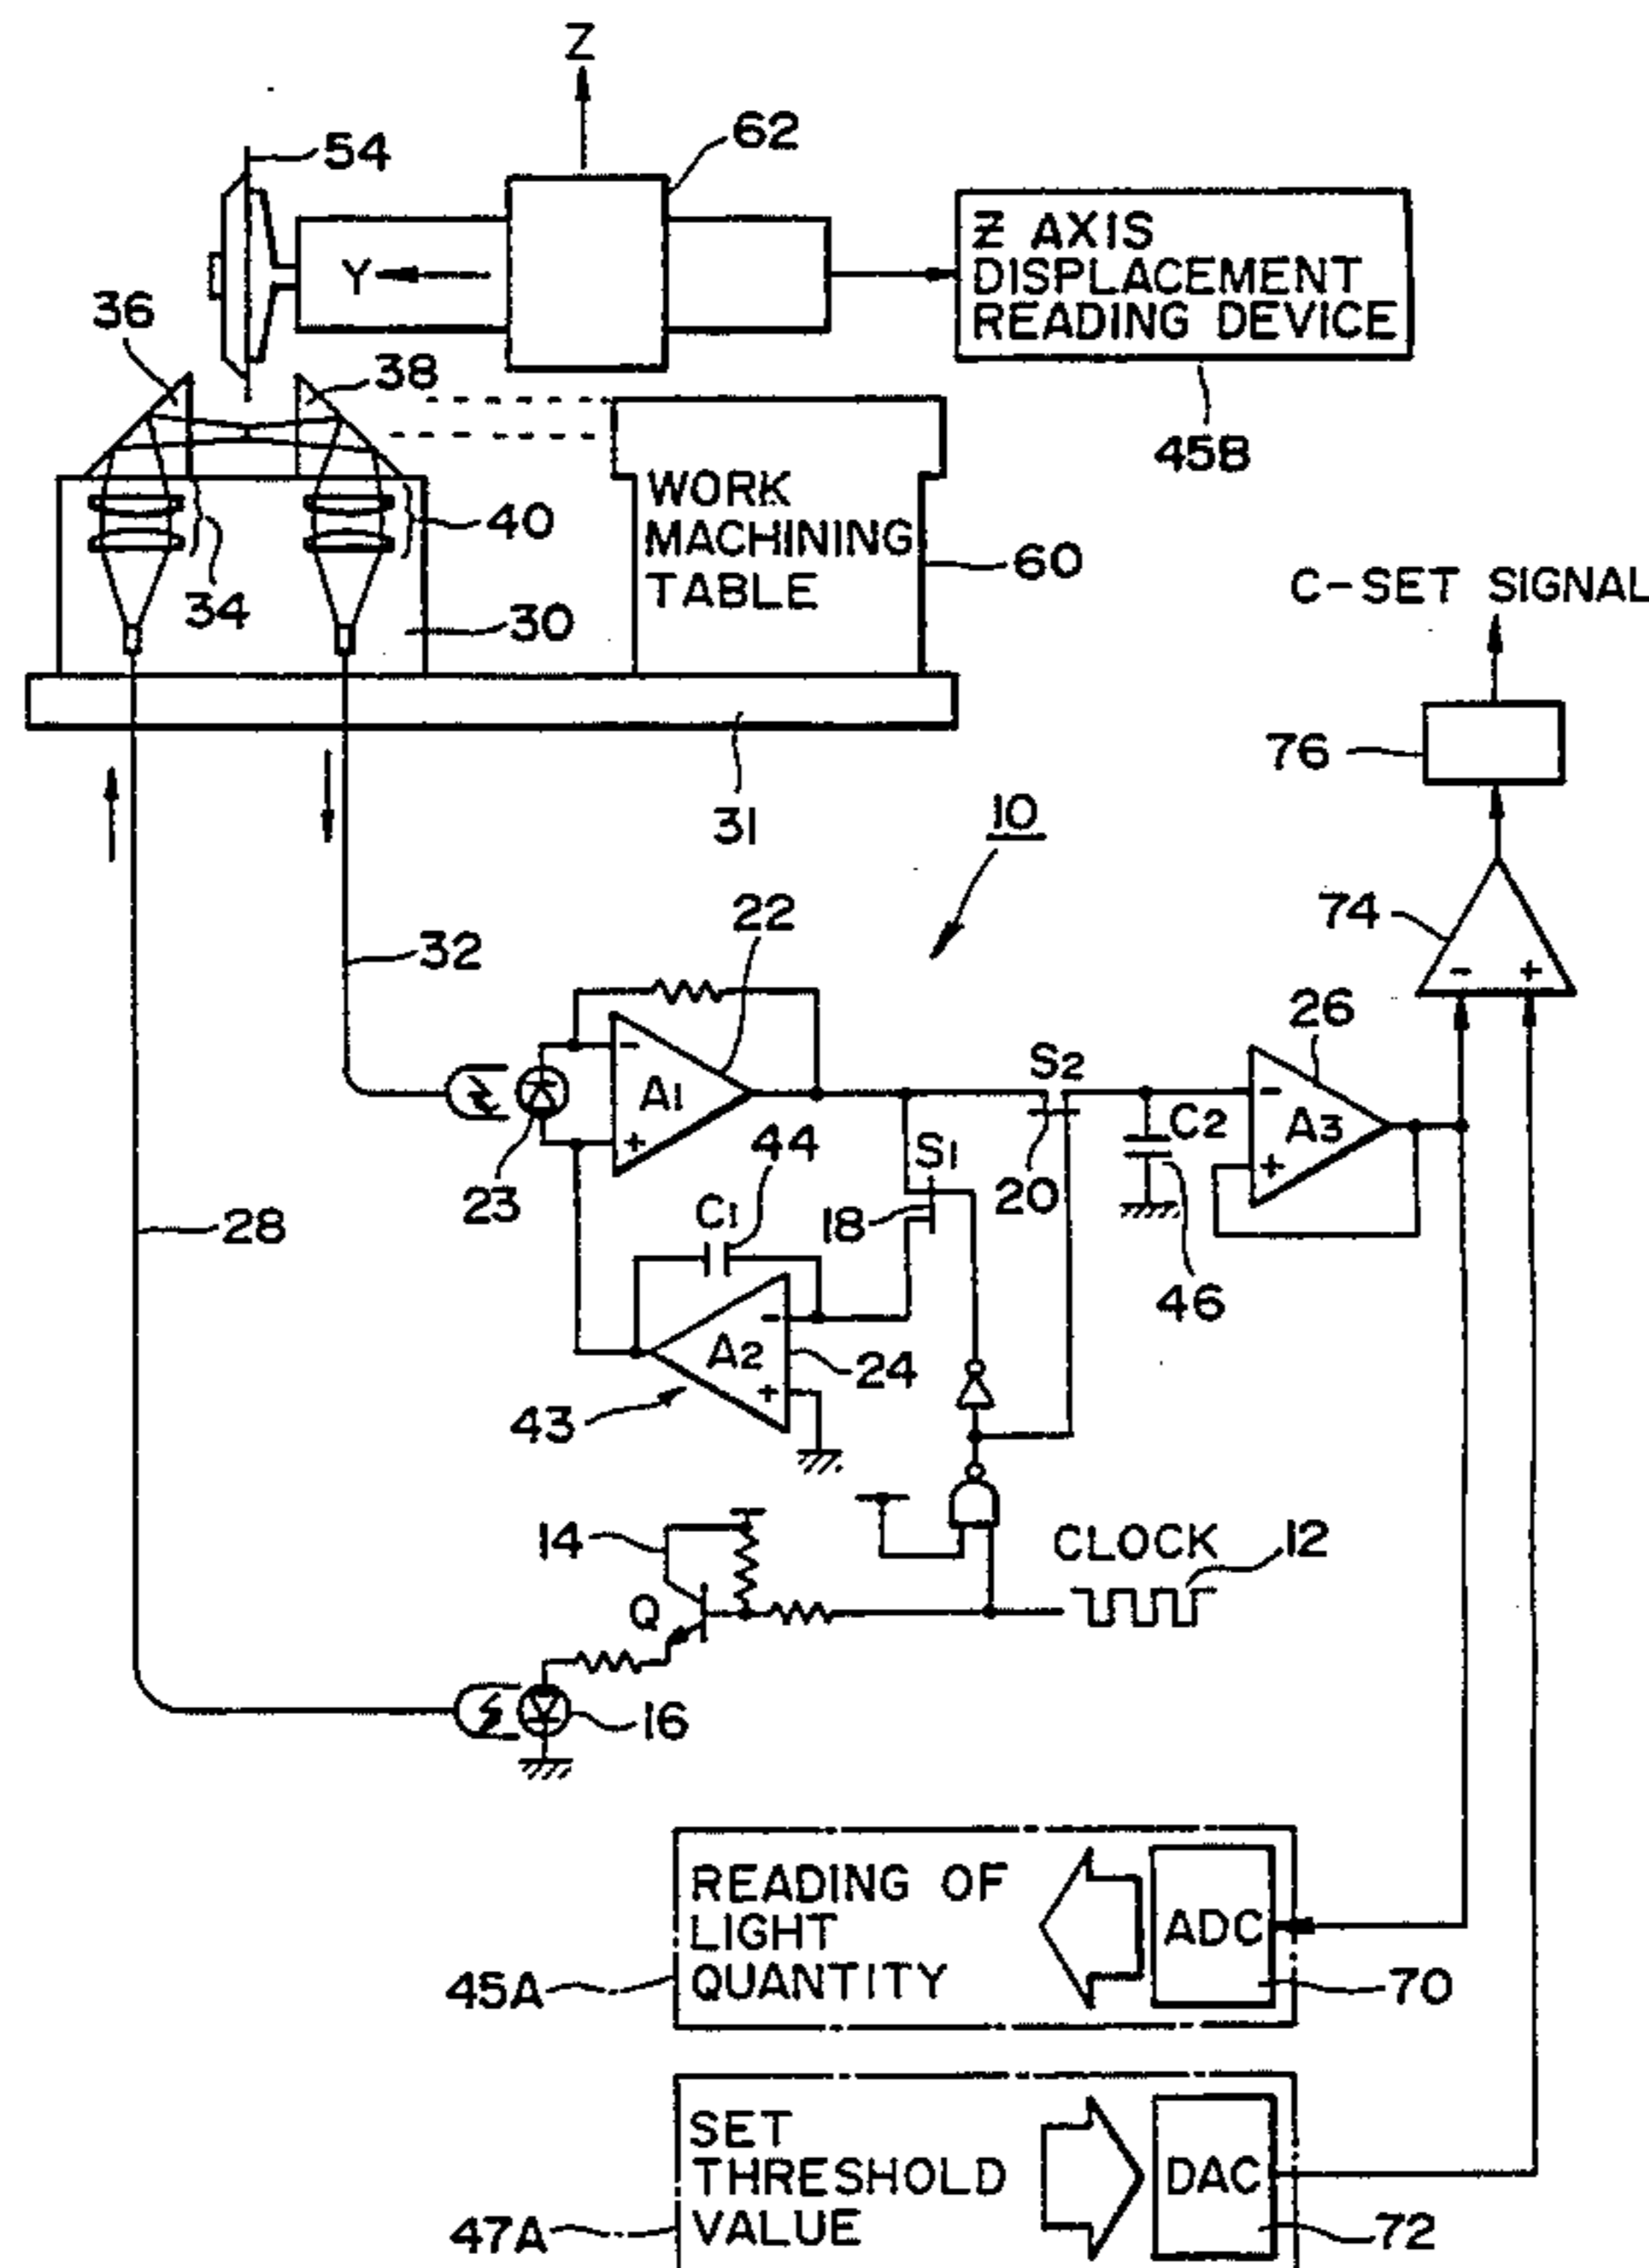 Z
54
62
Y
Z AXIS
DISPLACEMENT
READING DEVICE
36
38
45B
WORK
MACHINING
TABLE
40
34
30
60
C-SET SIGNAL
76
31
10
74
- +
32
22
26
A1
- +
S2
C2
A3
- +
23
44
S1
20
18
C1
28
46
A2
- +
24
43
14
CLOCK
12
Q
16
READING OF
LIGHT
QUANTITY
ADC
45A
70
SET
THRESHOLD
VALUE
DAC
47A
72